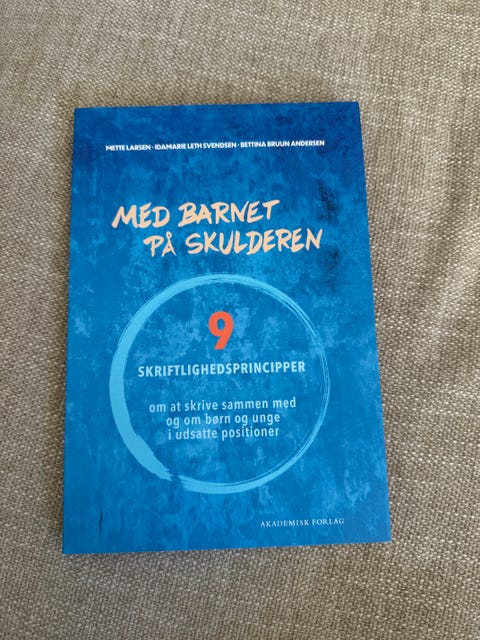 METTE LARSEN · IDAMARIE LETH SVENDSEN · BETTINA BRUUN ANDERSEN
MED BARNET
PÅ SKULDEREN
9
SKRIFTLIGHEDSPRINCIPPER
om at skrive sammen med
og om børn og unge
i udsatte positioner
AKADEMISK FORLAG